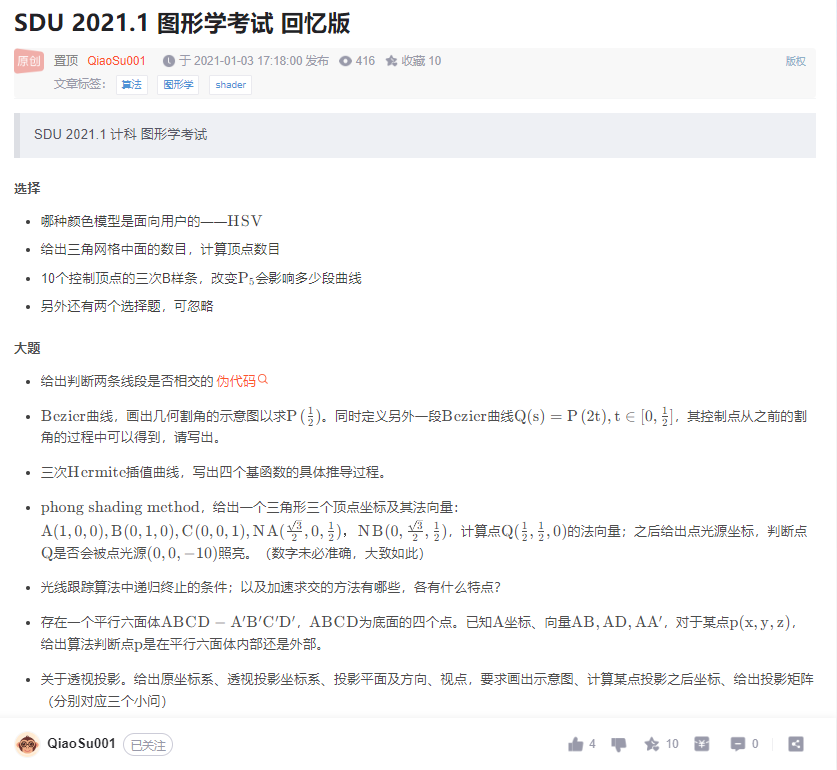 SDU 2021.1 图形学考试 回忆版
原创 置顶 QiaoSu001 于 2021-01-03 17:18:00 发布 416 收藏 10 版权
文章标签： 算法 图形学 shader
SDU 2021.1 计科 图形学考试
选择
• 哪种颜色模型是面向用户的——HSV
• 给出三角网格中面的数目，计算顶点数目
• 10个控制顶点的三次B样条，改变P₅会影响多少段曲线
• 另外还有两个选择题，可忽略
大题
• 给出判断两条线段是否相交的 伪代码
• Bezier曲线，画出几何割角的示意图以求P(1/2)。同时定义另外一段Bezier曲线Q(s) = P(2t), t ∈ [0, 1/2]，其控制点从之前的割
角的过程中可以得到，请写出。
• 三次Hermite插值曲线，写出四个基函数的具体推导过程。
• phong shading method，给出一个三角形三个顶点坐标及其法向量：
A(1, 0, 0), B(0, 1, 0), C(0, 0, 1), NA(√3/2, 0, 1/2)，NB(0, √3/2, 1/2)，计算点Q(1/2, 1/2, 0)的法向量；之后给出点光源坐标，判断点
Q是否会被点光源(0, 0, −10)照亮。（数字未必准确，大致如此）
• 光线跟踪算法中递归终止的条件；以及加速求交的方法有哪些，各有什么特点？
• 存在一个平行六面体ABCD − A′B′C′D′，ABCD为底面的四个点。已知A坐标、向量AB, AD, AA′，对于某点p(x, y, z)，
给出算法判断点p是在平行六面体内部还是外部。
• 关于透视投影。给出原坐标系、透视投影坐标系、投影平面及方向、视点，要求画出示意图、计算某点投影之后坐标、给出投影矩阵
（分别对应三个小问）
QiaoSu001 已关注 4 10 0